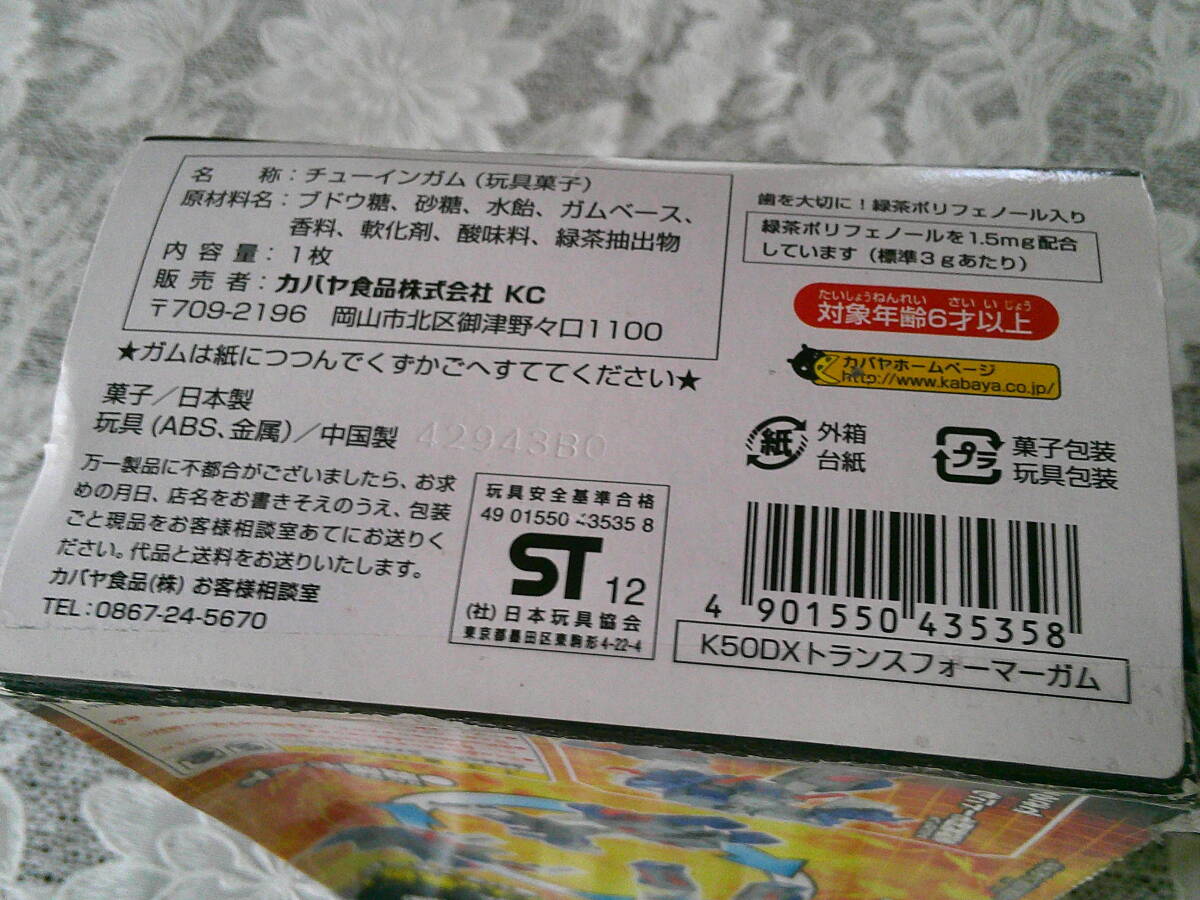 名　　称：チューインガム（玩具菓子）
原材料名：ブドウ糖、砂糖、水飴、ガムベース、
香料、軟化剤、酸味料、緑茶抽出物
内 容 量：1枚
販 売 者：カバヤ食品株式会社 KC
〒709-2196　岡山市北区御津野々口1100
★ガムは紙につつんでくずかごへすててください★
菓子／日本製
玩具（ABS、金属）／中国製
42943B0
万一製品に不都合がございましたら、お求
めの月日、店名をお書きそえのうえ、包装
ごと現品をお客様相談室あてにお送りく
ださい。代品と送料をお送りいたします。
カバヤ食品(株) お客様相談室
TEL：0867-24-5670
玩具安全基準合格
49 01550 43535 8
ST 12
(社)日本玩具協会
東京都墨田区東駒形4-22-4
歯を大切に！緑茶ポリフェノール入り
緑茶ポリフェノールを1.5mg配合
しています（標準3gあたり）
たいしょうねんれい　さい いじょう
対象年齢6才以上
カバヤホームページ
http://www.kabaya.co.jp/
紙 外箱
台紙
プラ 菓子包装
玩具包装
4 901550 435358
K50DXトランスフォーマーガム